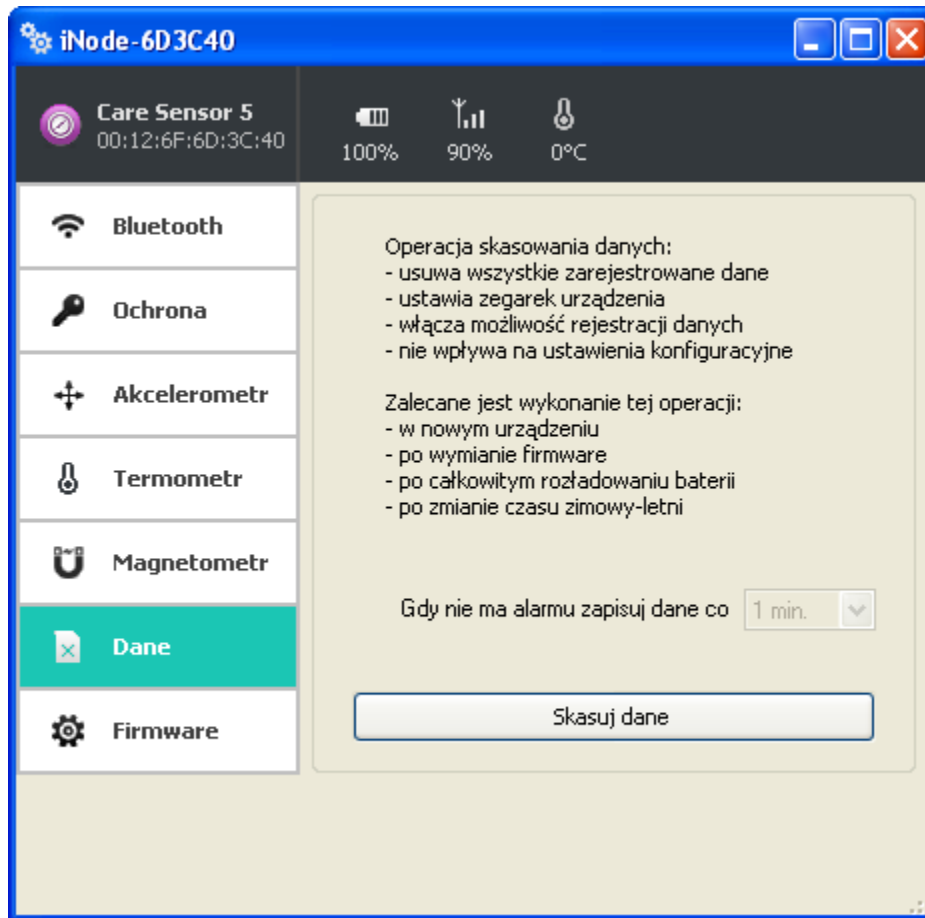 iNode-6D3C40
Care Sensor 5
00:12:6F:6D:3C:40
100%
90%
0°C
Bluetooth
Ochrona
Akcelerometr
Termometr
Magnetometr
Dane
Firmware
Operacja skasowania danych:
- usuwa wszystkie zarejestrowane dane
- ustawia zegarek urządzenia
- włącza możliwość rejestracji danych
- nie wpływa na ustawienia konfiguracyjne
Zalecane jest wykonanie tej operacji:
- w nowym urządzeniu
- po wymianie firmware
- po całkowitym rozładowaniu baterii
- po zmianie czasu zimowy-letni
Gdy nie ma alarmu zapisuj dane co 1 min.
Skasuj dane